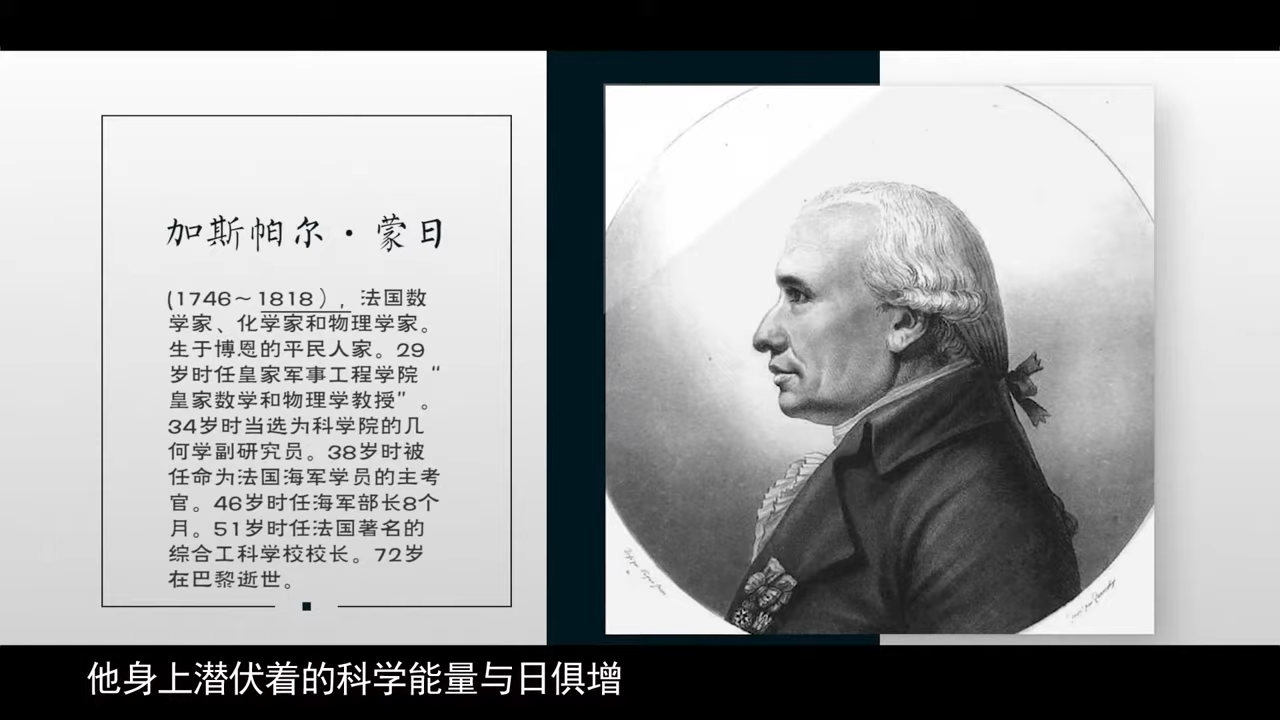 加斯帕尔·蒙日
(1746～1818），法国数
学家、化学家和物理学家。
生于博恩的平民人家。29
岁时任皇家军事工程学院“
皇家数学和物理学教授”。
34岁时当选为科学院的几
何学副研究员。38岁时被
任命为法国海军学员的主考
官。46岁时任海军部长8个
月。51岁时任法国著名的
综合工科学校校长。72岁
在巴黎逝世。
他身上潜伏着的科学能量与日俱增